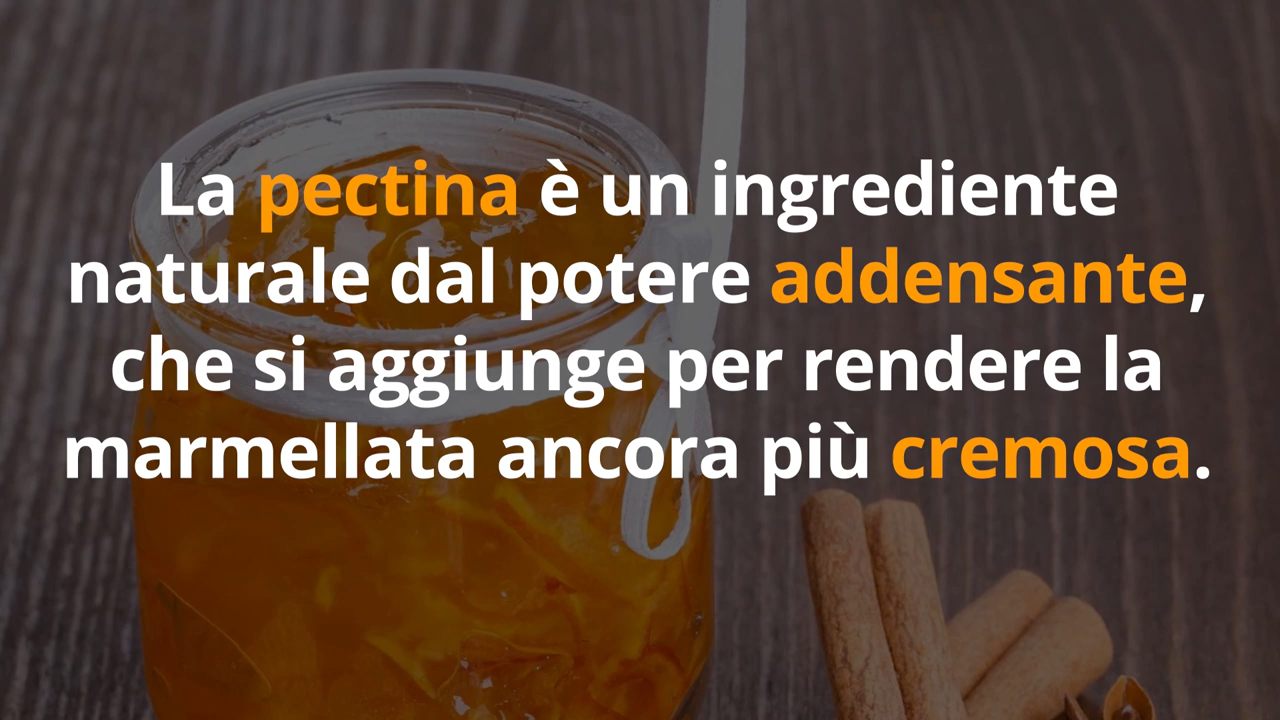 La pectina è un ingrediente
naturale dal potere addensante,
che si aggiunge per rendere la
marmellata ancora più cremosa.